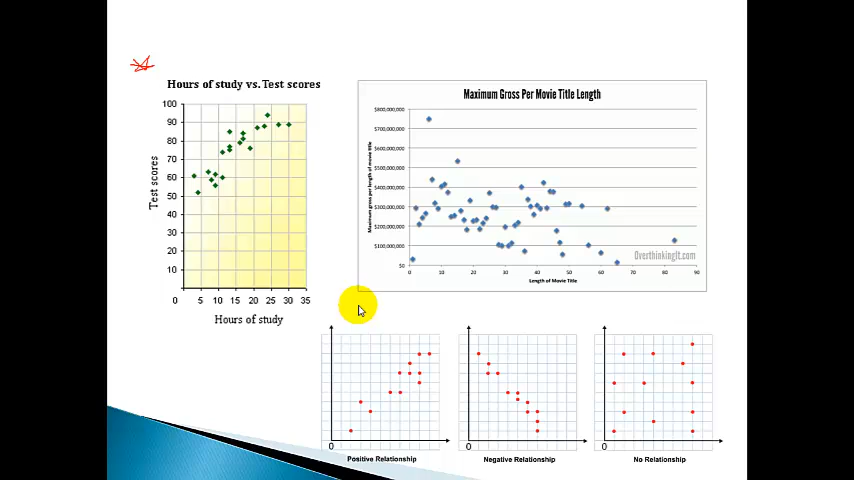 Hours of study vs. Test scores
100
90
80
70
60
50
40
30
20
10
0 5 10 15 20 25 30 35
Test scores
Hours of study
Maximum Gross Per Movie Title Length
$800,000,000
$700,000,000
$600,000,000
$500,000,000
$400,000,000
$300,000,000
$200,000,000
$100,000,000
$0
0 10 20 30 40 50 60 70 80 90
Maximum gross per length of movie title
Length of Movie Title
OverthinkingIt.com
0
Positive Relationship
0
Negative Relationship
0
No Relationship